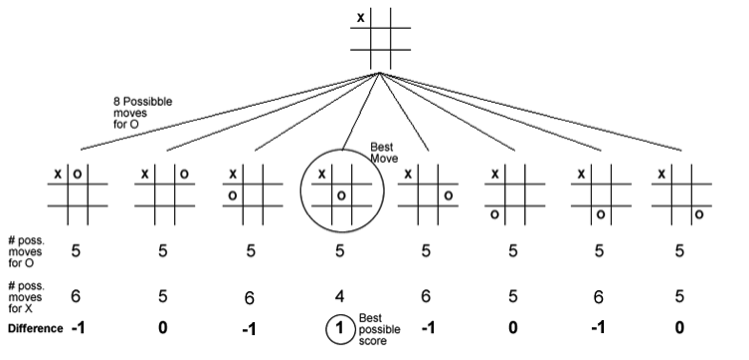 X
8 Possibble
moves
for O
Best
Move
X O
X O
X
O
X
O
X
O
X
O
X
O
X
O
# poss.
moves
for O
5 5 5 5 5 5 5 5
# poss.
moves
for X
6 5 6 4 6 5 6 5
Difference -1 0 -1 1 -1 0 -1 0
Best
possible
score